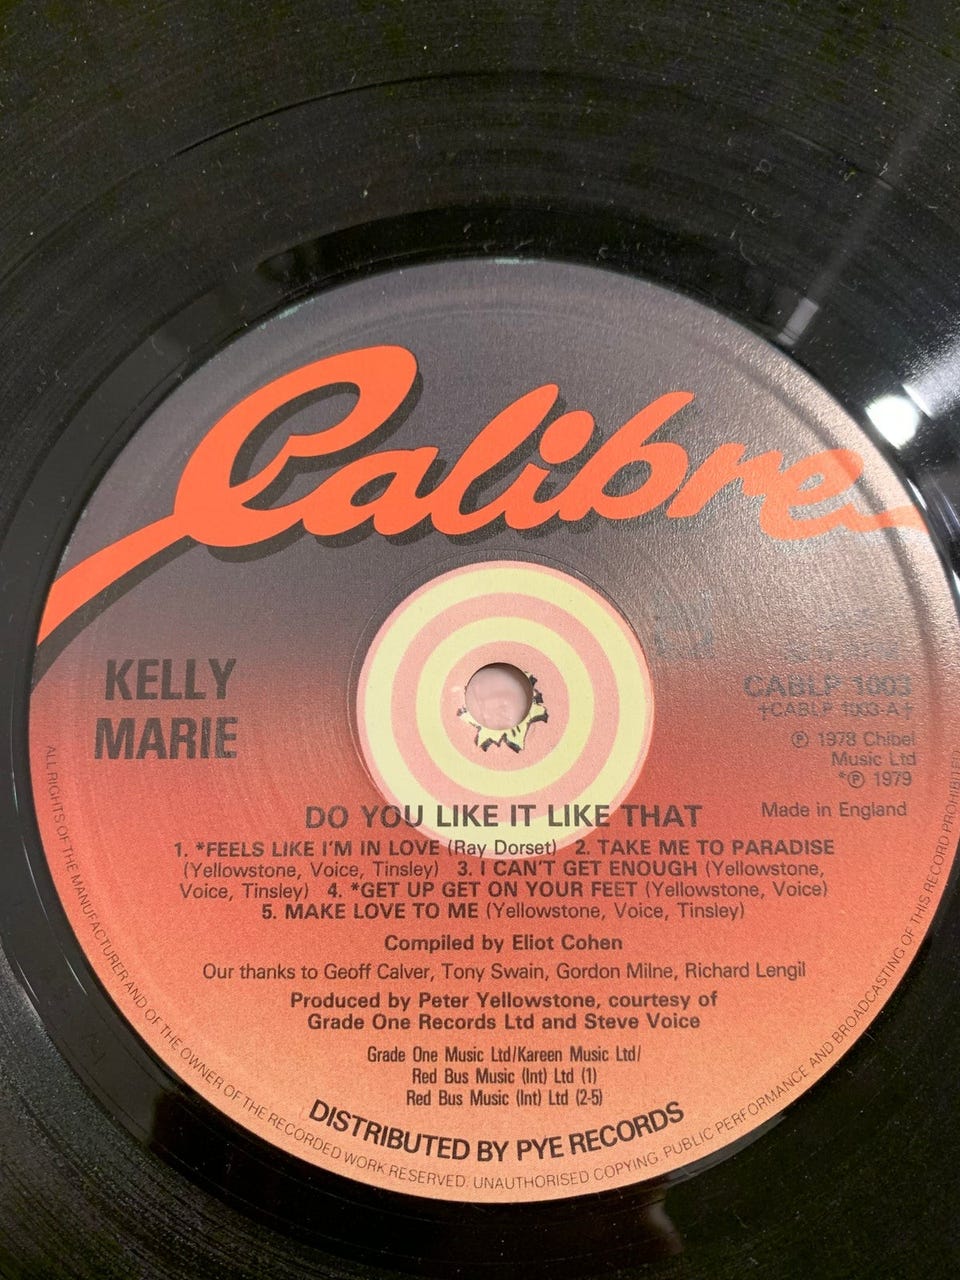 Calibre
KELLY
MARIE
CABLP 1003
†CABLP 1003-A†
℗ 1978 Chibel
Music Ltd
*℗ 1979
Made in England
DO YOU LIKE IT LIKE THAT
1. *FEELS LIKE I'M IN LOVE (Ray Dorset) 2. TAKE ME TO PARADISE
(Yellowstone, Voice, Tinsley) 3. I CAN'T GET ENOUGH (Yellowstone,
Voice, Tinsley) 4. *GET UP GET ON YOUR FEET (Yellowstone, Voice)
5. MAKE LOVE TO ME (Yellowstone, Voice, Tinsley)
Compiled by Eliot Cohen
Our thanks to Geoff Calver, Tony Swain, Gordon Milne, Richard Lengil
Produced by Peter Yellowstone, courtesy of
Grade One Records Ltd and Steve Voice
Grade One Music Ltd/Kareen Music Ltd/
Red Bus Music (Int) Ltd (1)
Red Bus Music (Int) Ltd (2-5)
DISTRIBUTED BY PYE RECORDS
ALL RIGHTS OF THE MANUFACTURER AND OF THE OWNER OF THE RECORDED WORK RESERVED. UNAUTHORISED COPYING. PUBLIC PERFORMANCE AND BROADCASTING OF THIS RECORD PROHIBITED